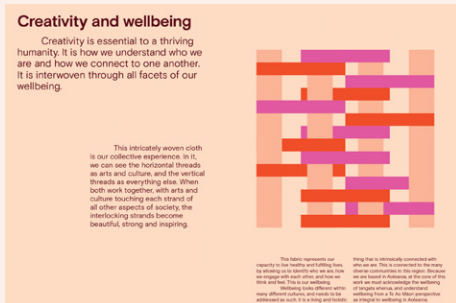 Creativity and wellbeing
Creativity is essential to a thriving
humanity. It is how we understand who we
are and how we connect to one another.
It is interwoven through all facets of our
wellbeing.
This intricately woven cloth
is our collective experience. In it,
we can see the horizontal threads
as arts and culture, and the vertical
threads as everything else. When
both work together, with arts and
culture touching each strand of
all other aspects of society, the
interlocking strands become
beautiful, strong and inspiring.
This fabric represents our
capacity to live healthy and fulfilling lives,
by allowing us to identify who we are, how
we engage with each other, and how we
think and feel. This is our wellbeing.
Wellbeing looks different within
many different cultures, and needs to be
addressed as such. It is a living and holistic
thing that is intrinsically connected with
who we are. This is connected to the many
diverse communities in this region. Because
we are based in Aotearoa, at the core of this
work we must acknowledge the wellbeing
of tangata whenua, and understand
wellbeing from a Te Ao Māori perspective
as integral to wellbeing in Aotearoa.